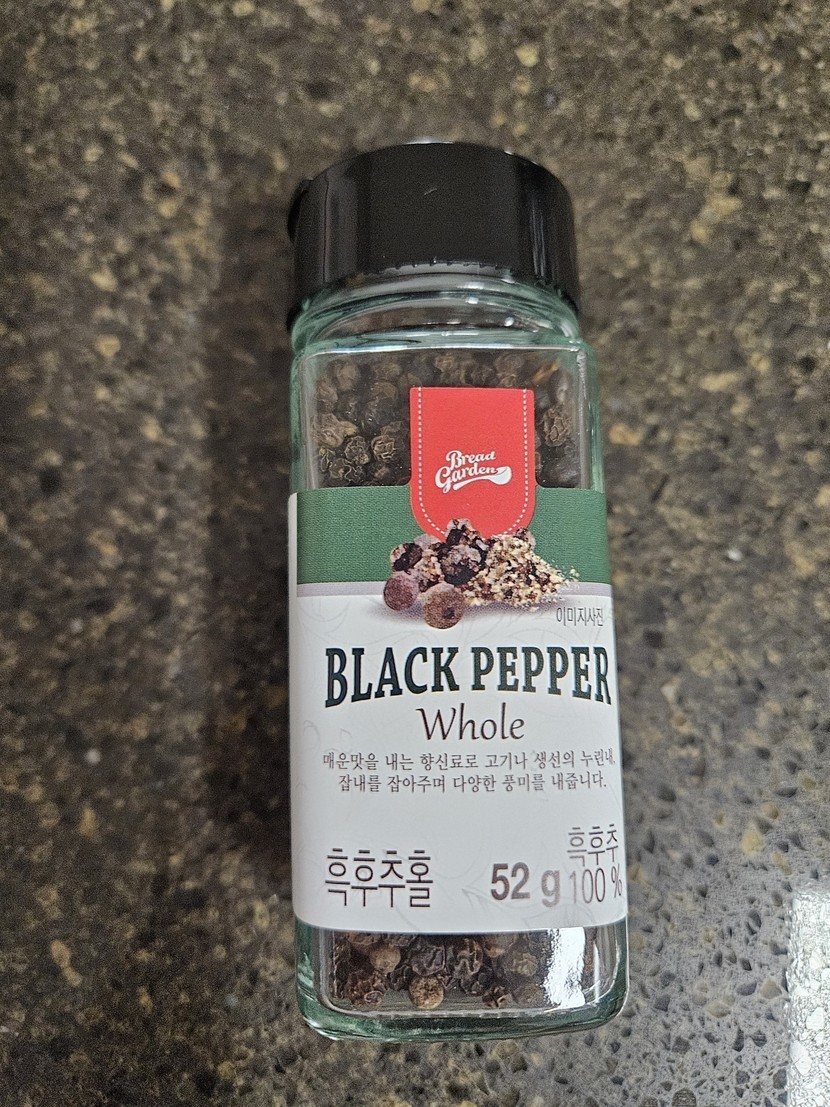 Bread
Garden
이미지사진
BLACK PEPPER
Whole
매운맛을 내는 향신료로 고기나 생선의 누린내,
잡내를 잡아주며 다양한 풍미를 내줍니다.
흑후추홀
52 g
흑후추
100 %